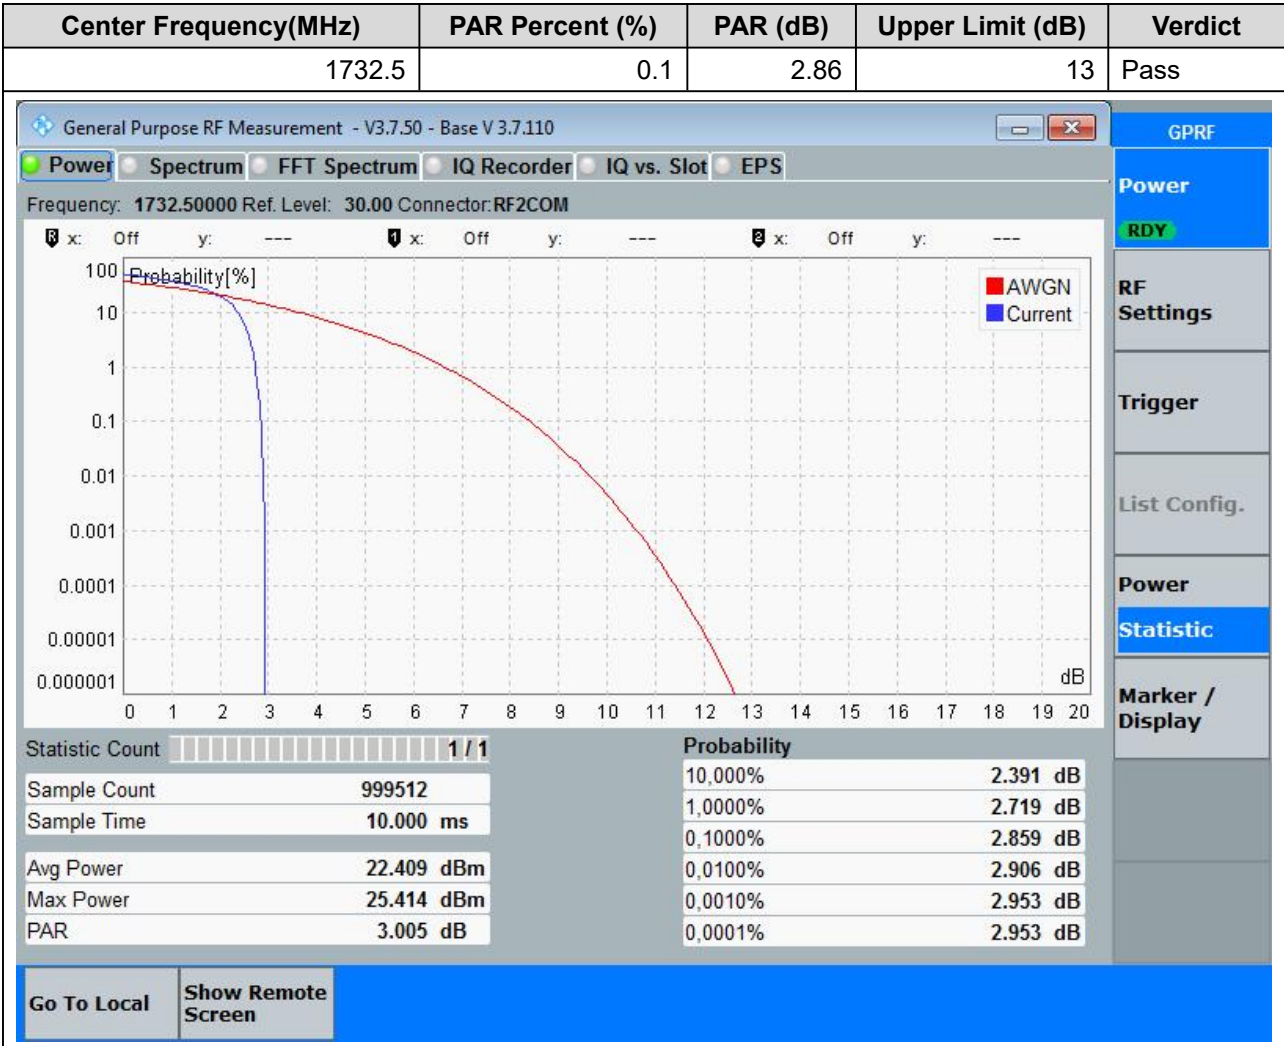 Center Frequency(MHz) PAR Percent (%) PAR (dB) Upper Limit (dB) Verdict
1732.5 0.1 2.86 13 Pass
General Purpose RF Measurement - V3.7.50 - Base V 3.7.110
GPRF
Power Spectrum FFT Spectrum IQ Recorder IQ vs. Slot EPS
Power
RDY
Frequency: 1732.50000 Ref. Level: 30.00 Connector:RF2COM
R x: Off y: --- 1 x: Off y: --- 2 x: Off y: ---
Probability[%]
AWGN
Current
100
10
1
0.1
0.01
0.001
0.0001
0.00001
0.000001
dB
0 1 2 3 4 5 6 7 8 9 10 11 12 13 14 15 16 17 18 19 20
RF
Settings
Trigger
List Config.
Power
Statistic
Marker /
Display
Statistic Count 1 / 1
Sample Count 999512
Sample Time 10.000 ms
Avg Power 22.409 dBm
Max Power 25.414 dBm
PAR 3.005 dB
Probability
10,000% 2.391 dB
1,0000% 2.719 dB
0,1000% 2.859 dB
0,0100% 2.906 dB
0,0010% 2.953 dB
0,0001% 2.953 dB
Go To Local
Show Remote
Screen